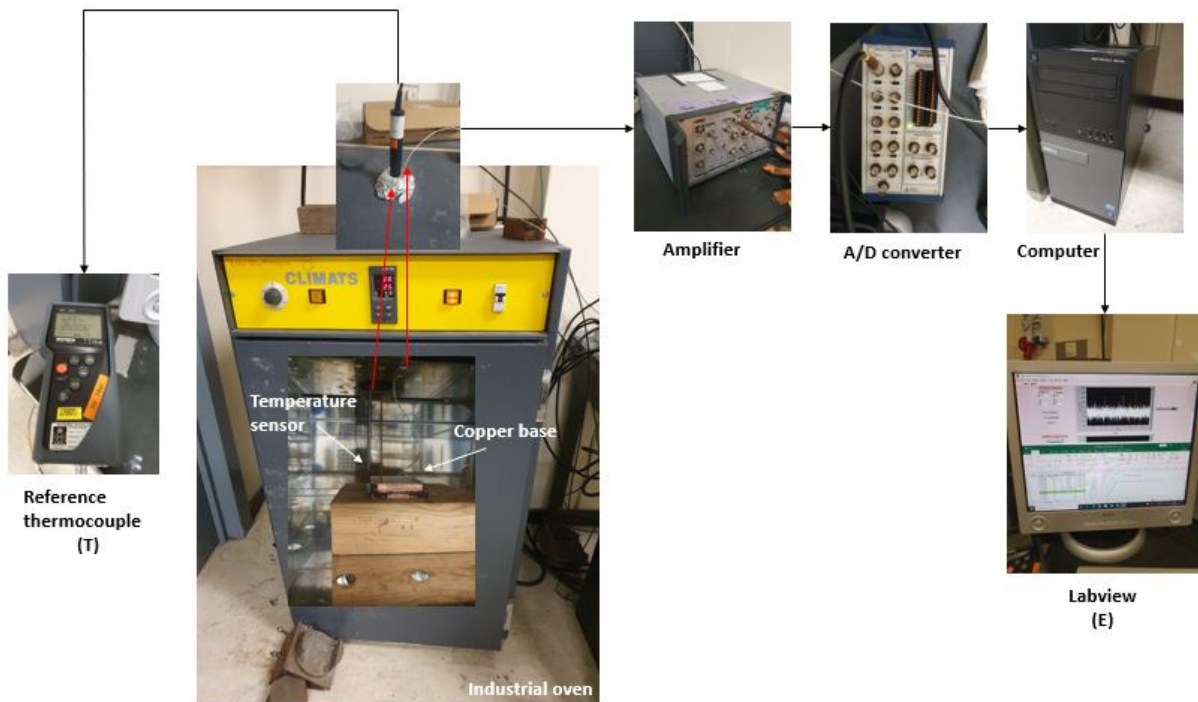 Amplifier
A/D converter
Computer
CLIMATS
Temperature
sensor
Copper base
Reference
thermocouple
(T)
Labview
(E)
Industrial oven